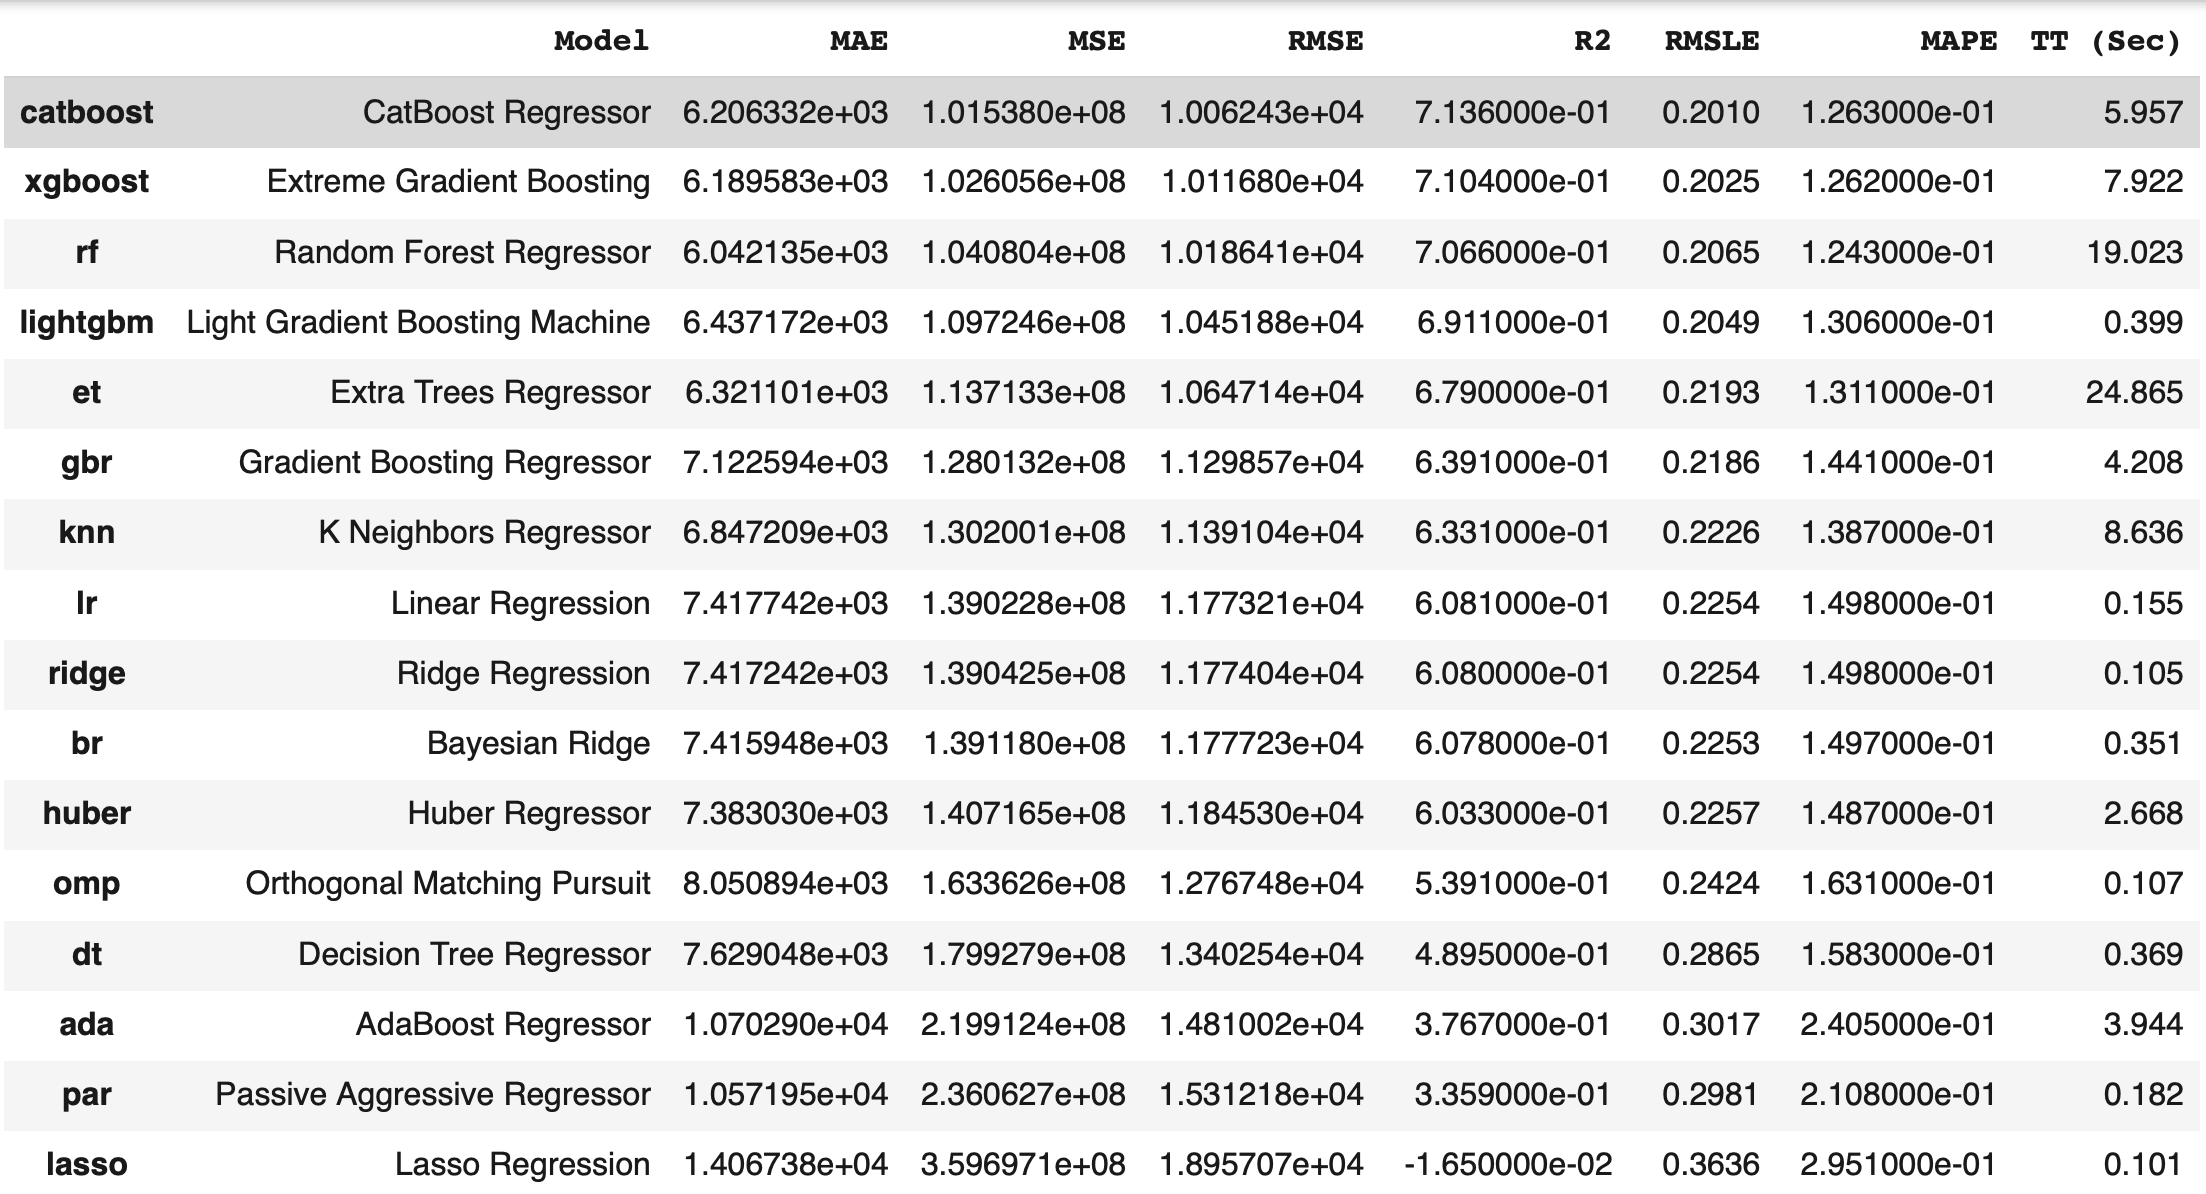 Model MAE MSE RMSE R2 RMSLE MAPE TT (Sec)
catboost CatBoost Regressor 6.206332e+03 1.015380e+08 1.006243e+04 7.136000e-01 0.2010 1.263000e-01 5.957
xgboost Extreme Gradient Boosting 6.189583e+03 1.026056e+08 1.011680e+04 7.104000e-01 0.2025 1.262000e-01 7.922
rf Random Forest Regressor 6.042135e+03 1.040804e+08 1.018641e+04 7.066000e-01 0.2065 1.243000e-01 19.023
lightgbm Light Gradient Boosting Machine 6.437172e+03 1.097246e+08 1.045188e+04 6.911000e-01 0.2049 1.306000e-01 0.399
et Extra Trees Regressor 6.321101e+03 1.137133e+08 1.064714e+04 6.790000e-01 0.2193 1.311000e-01 24.865
gbr Gradient Boosting Regressor 7.122594e+03 1.280132e+08 1.129857e+04 6.391000e-01 0.2186 1.441000e-01 4.208
knn K Neighbors Regressor 6.847209e+03 1.302001e+08 1.139104e+04 6.331000e-01 0.2226 1.387000e-01 8.636
lr Linear Regression 7.417742e+03 1.390228e+08 1.177321e+04 6.081000e-01 0.2254 1.498000e-01 0.155
ridge Ridge Regression 7.417242e+03 1.390425e+08 1.177404e+04 6.080000e-01 0.2254 1.498000e-01 0.105
br Bayesian Ridge 7.415948e+03 1.391180e+08 1.177723e+04 6.078000e-01 0.2253 1.497000e-01 0.351
huber Huber Regressor 7.383030e+03 1.407165e+08 1.184530e+04 6.033000e-01 0.2257 1.487000e-01 2.668
omp Orthogonal Matching Pursuit 8.050894e+03 1.633626e+08 1.276748e+04 5.391000e-01 0.2424 1.631000e-01 0.107
dt Decision Tree Regressor 7.629048e+03 1.799279e+08 1.340254e+04 4.895000e-01 0.2865 1.583000e-01 0.369
ada AdaBoost Regressor 1.070290e+04 2.199124e+08 1.481002e+04 3.767000e-01 0.3017 2.405000e-01 3.944
par Passive Aggressive Regressor 1.057195e+04 2.360627e+08 1.531218e+04 3.359000e-01 0.2981 2.108000e-01 0.182
lasso Lasso Regression 1.406738e+04 3.596971e+08 1.895707e+04 -1.650000e-02 0.3636 2.951000e-01 0.101